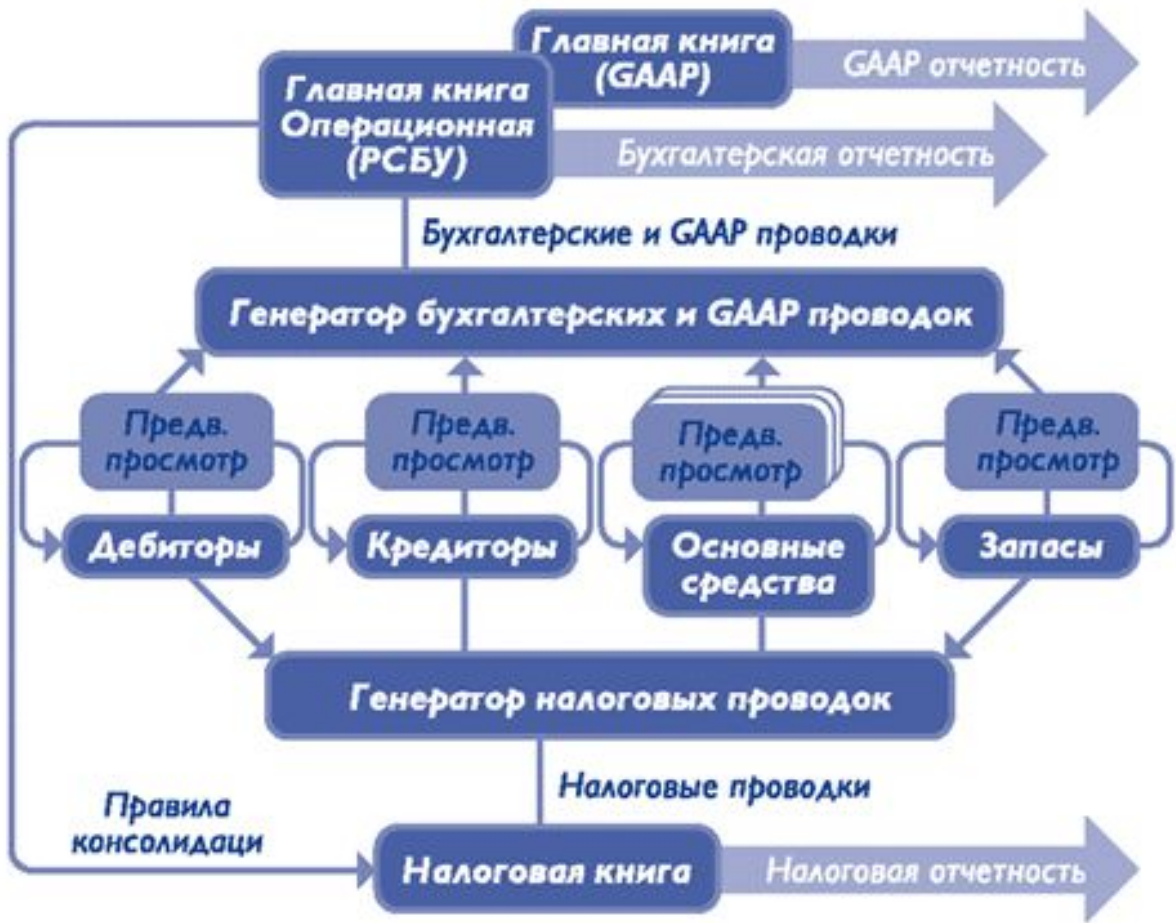 Главная книга
(GAAP)
GAAP отчетность
Главная книга
Операционная
(РСБУ)
Бухгалтерская отчетность
Бухгалтерские и GAAP проводки
Генератор бухгалтерских и GAAP проводок
Предв.
просмотр
Предв.
просмотр
Предв.
просмотр
Предв.
просмотр
Дебиторы
Кредиторы
Основные
средства
Запасы
Генератор налоговых проводок
Налоговые проводки
Правила
консолидаци
Налоговая книга
Налоговая отчетность